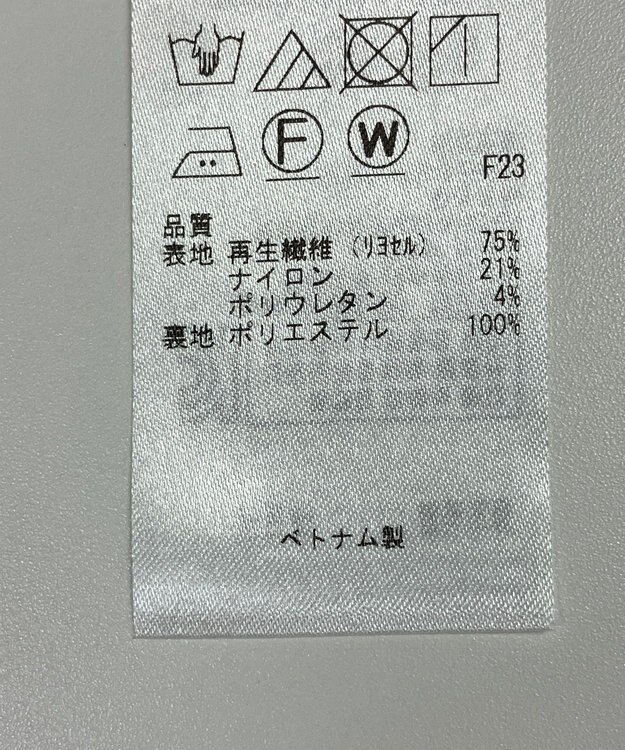 F
W
F23
品質
表地 再生繊維（リヨセル） 75%
ナイロン 21%
ポリウレタン 4%
裏地 ポリエステル 100%
ベトナム製